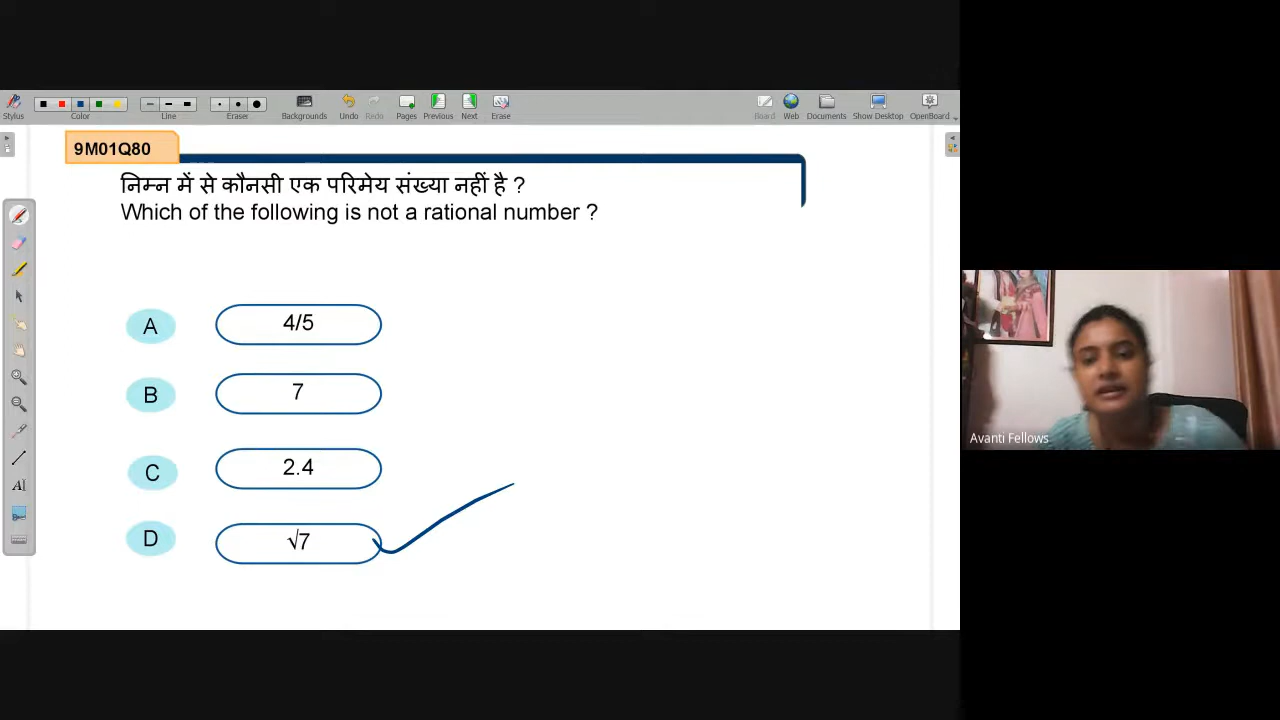 Stylus
Color
Line
Eraser
Backgrounds
Undo
Redo
Pages
Previous
Next
Erase
Board
Web
Documents
Show Desktop
OpenBoard
9M01Q80
निम्न में से कौनसी एक परिमेय संख्या नहीं है ?
Which of the following is not a rational number ?
A 4/5
B 7
C 2.4
D √7
Avanti Fellows